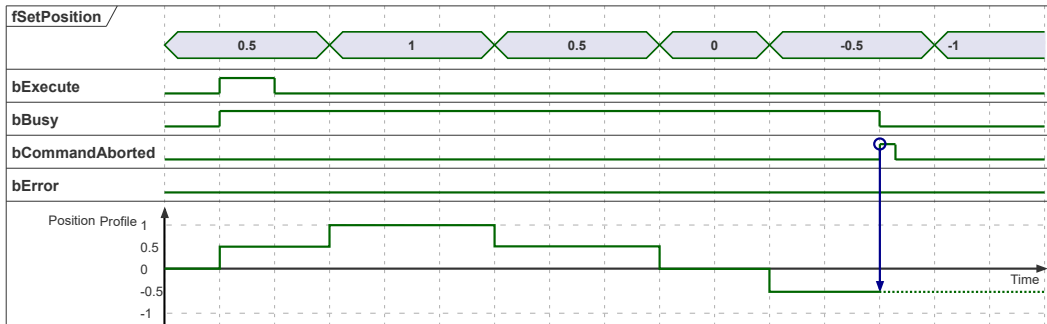 fSetPosition
0.5 1 0.5 0 -0.5 -1
bExecute
bBusy
bCommandAborted
bError
Position Profile 1
0.5
0
Time
-0.5
-1